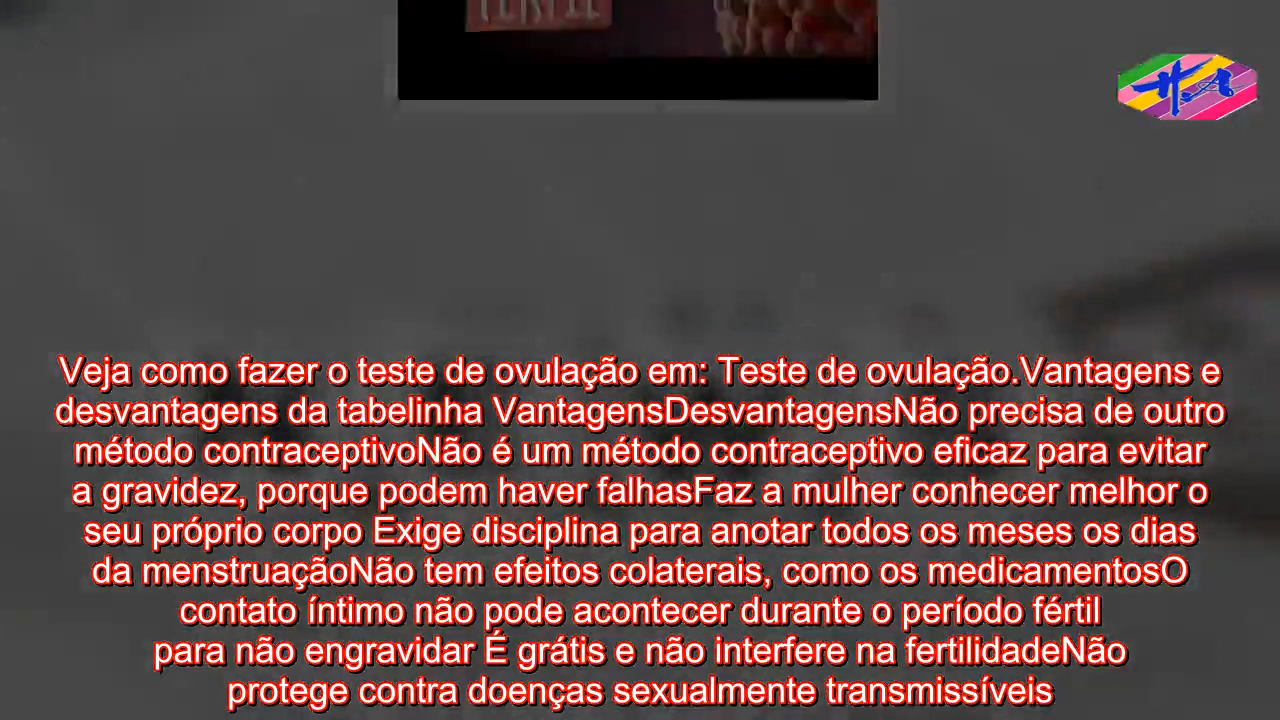 Veja como fazer o teste de ovulação em: Teste de ovulação.Vantagens e
desvantagens da tabelinha VantagensDesvantagensNão precisa de outro
método contraceptivoNão é um método contraceptivo eficaz para evitar
a gravidez, porque podem haver falhasFaz a mulher conhecer melhor o
seu próprio corpo Exige disciplina para anotar todos os meses os dias
da menstruaçãoNão tem efeitos colaterais, como os medicamentosO
contato íntimo não pode acontecer durante o período fértil
para não engravidar É grátis e não interfere na fertilidadeNão
protege contra doenças sexualmente transmissíveis